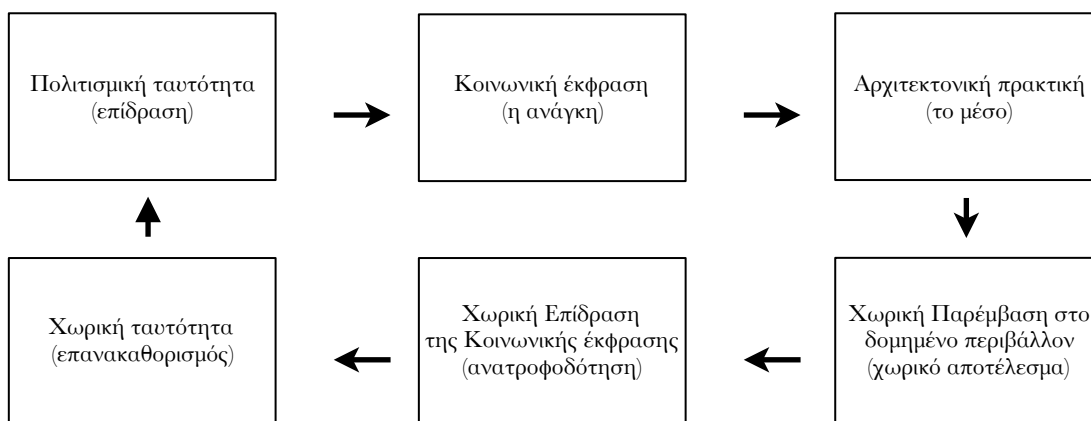 Πολιτισμική ταυτότητα
(επίδραση)
Κοινωνική έκφραση
(η ανάγκη)
Αρχιτεκτονική πρακτική
(το μέσο)
Χωρική Παρέμβαση στο
δομημένο περιβάλλον
(χωρικό αποτέλεσμα)
Χωρική Επίδραση
της Κοινωνικής έκφρασης
(ανατροφοδότηση)
Χωρική ταυτότητα
(επανακαθορισμός)